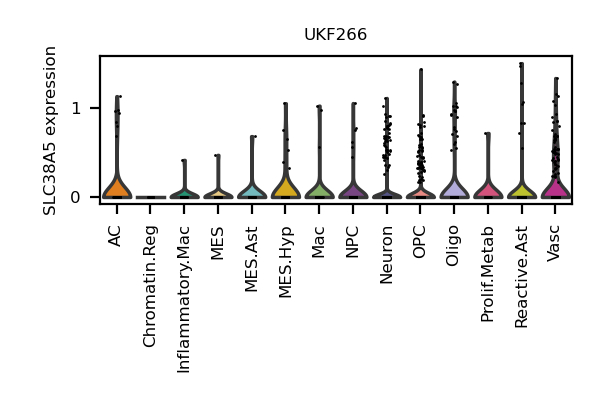 UKF266
SLC38A5 expression
1
0
AC
Chromatin.Reg
Inflammatory.Mac
MES
MES.Ast
MES.Hyp
Mac
NPC
Neuron
OPC
Oligo
Prolif.Metab
Reactive.Ast
Vasc